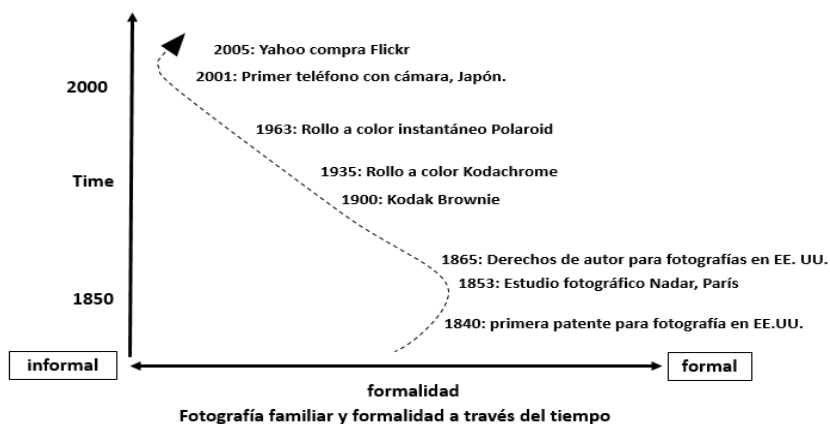 2005: Yahoo compra Flickr
2001: Primer teléfono con cámara, Japón.
2000
1963: Rollo a color instantáneo Polaroid
1935: Rollo a color Kodachrome
Time
1900: Kodak Brownie
1865: Derechos de autor para fotografías en EE. UU.
1853: Estudio fotográfico Nadar, París
1850
1840: primera patente para fotografía en EE.UU.
informal
formal
formalidad
Fotografía familiar y formalidad a través del tiempo